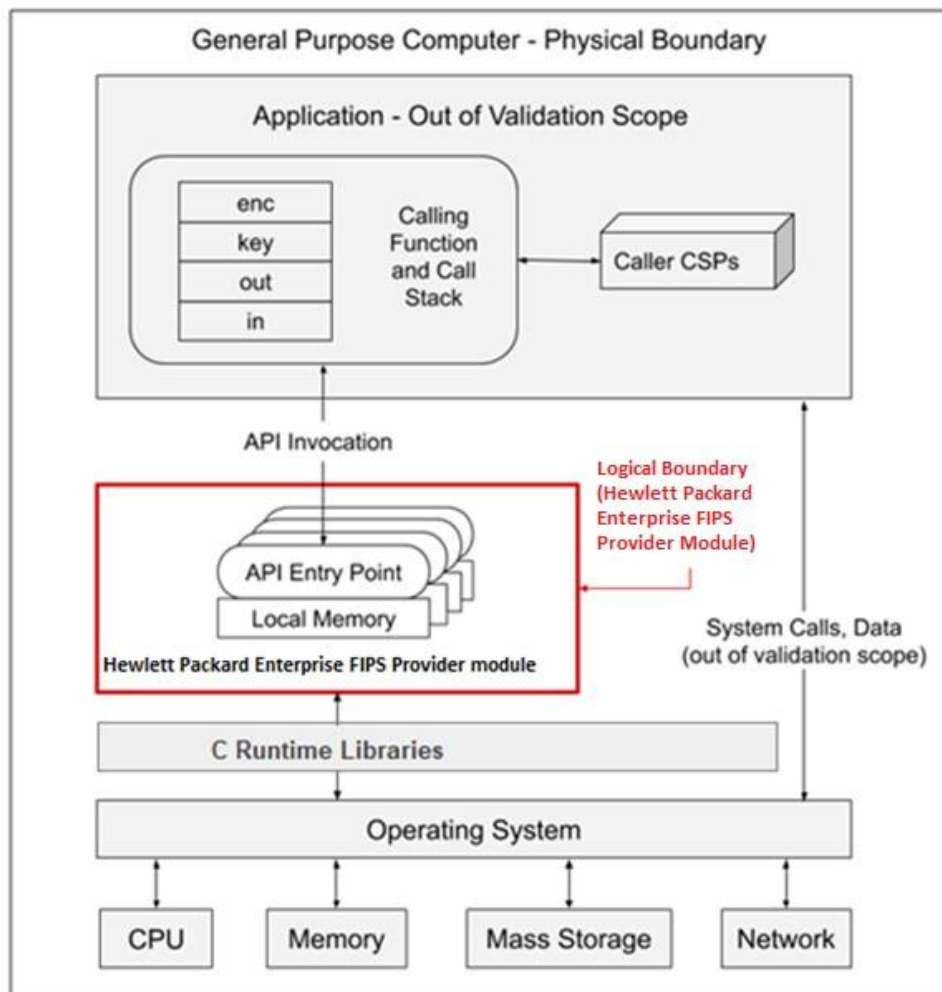 General Purpose Computer - Physical Boundary
Application - Out of Validation Scope
enc
key
out
in
Calling
Function
and Call
Stack
Caller CSPs
API Invocation
Logical Boundary
(Hewlett Packard
Enterprise FIPS
Provider Module)
API Entry Point
Local Memory
Hewlett Packard Enterprise FIPS Provider module
System Calls, Data
(out of validation scope)
C Runtime Libraries
Operating System
CPU
Memory
Mass Storage
Network